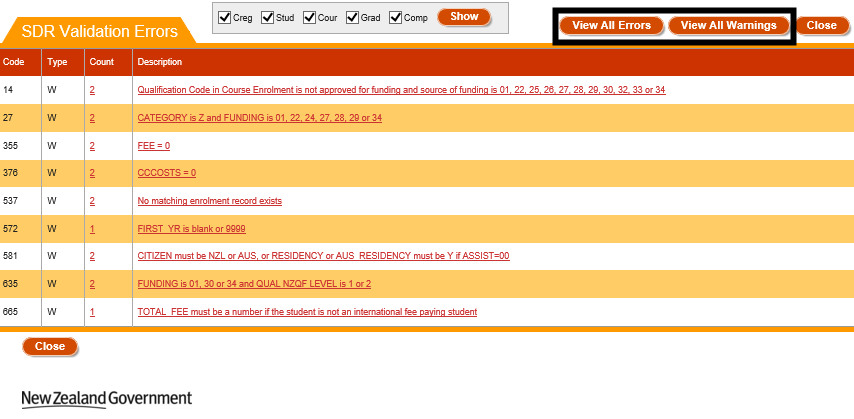 SDR Validation Errors
Creg Stud Cour Grad Comp Show
View All Errors View All Warnings Close
Code Type Count Description
14 W 2 Qualification Code in Course Enrolment is not approved for funding and source of funding is 01, 22, 25, 26, 27, 28, 29, 30, 32, 33 or 34
27 W 2 CATEGORY is Z and FUNDING is 01, 22, 24, 27, 28, 29 or 34
355 W 2 FEE = 0
376 W 2 CCCOSTS = 0
537 W 2 No matching enrolment record exists
572 W 1 FIRST_YR is blank or 9999
581 W 2 CITIZEN must be NZL or AUS, or RESIDENCY or AUS_RESIDENCY must be Y if ASSIST=00
635 W 2 FUNDING is 01, 30 or 34 and QUAL NZQF LEVEL is 1 or 2
665 W 1 TOTAL_FEE must be a number if the student is not an international fee paying student
Close
New Zealand Government